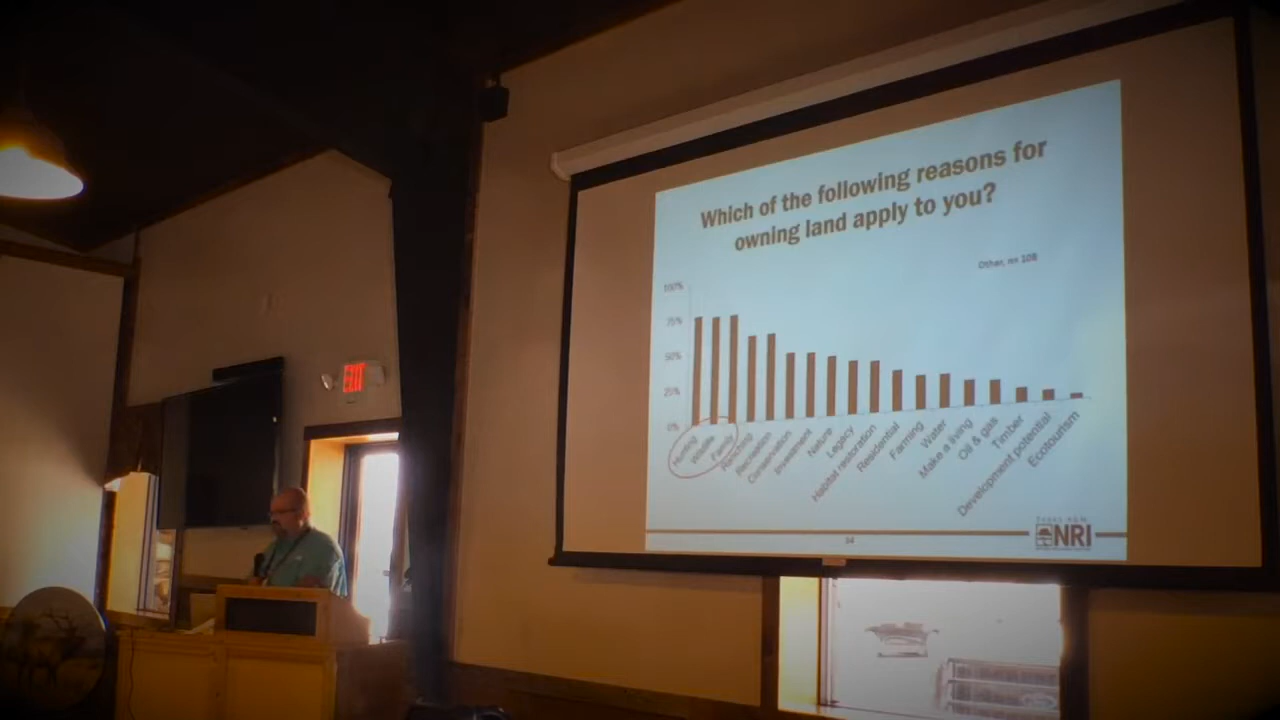 EXIT
Which of the following reasons for
owning land apply to you?
Other, n= 108
100%
75%
50%
25%
0%
Hunting
Wildlife
Family
Ranching
Recreation
Conservation
Investment
Nature
Legacy
Habitat restoration
Residential
Farming
Water
Make a living
Oil & gas
Timber
Development potential
Ecotourism
34
TEXAS A&M
NRI